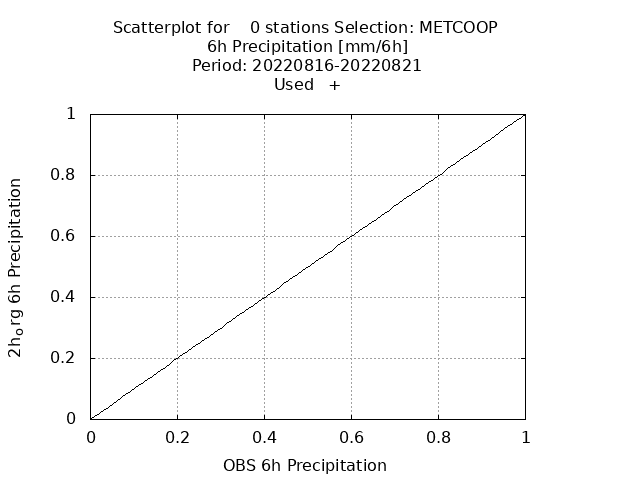 Scatterplot for    0 stations Selection: METCOOP
6h Precipitation [mm/6h]
Period: 20220816-20220821
Used   +
1
0.8
0.6
0.4
0.2
0
0 0.2 0.4 0.6 0.8 1
2hₒrg 6h Precipitation
OBS 6h Precipitation